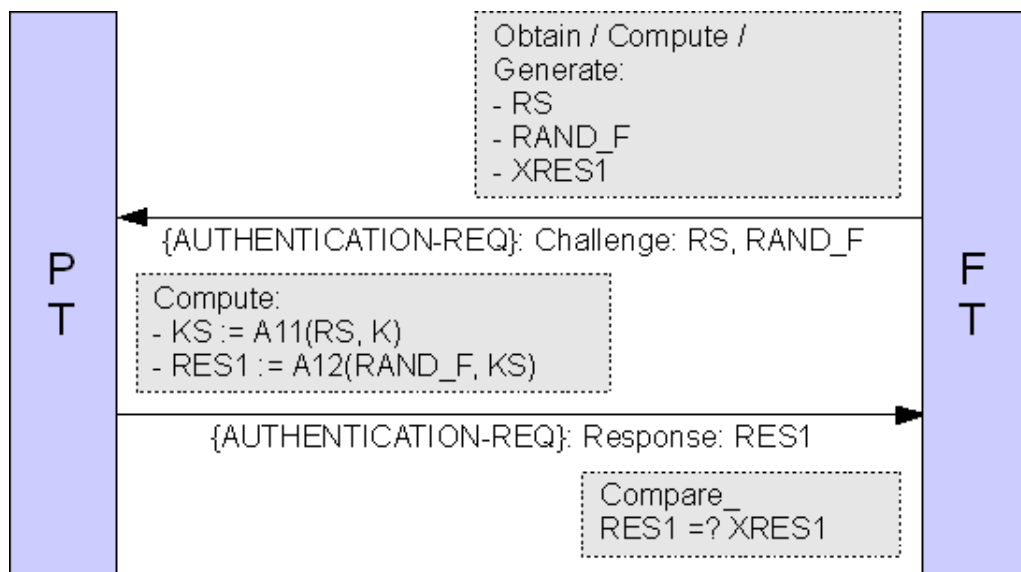 Obtain / Compute /
Generate:
- RS
- RAND_F
- XRES1
{AUTHENTICATION-REQ}: Challenge: RS, RAND_F
P
T
F
T
Compute:
- KS := A11(RS, K)
- RES1 := A12(RAND_F, KS)
{AUTHENTICATION-REQ}: Response: RES1
Compare_
RES1 =? XRES1